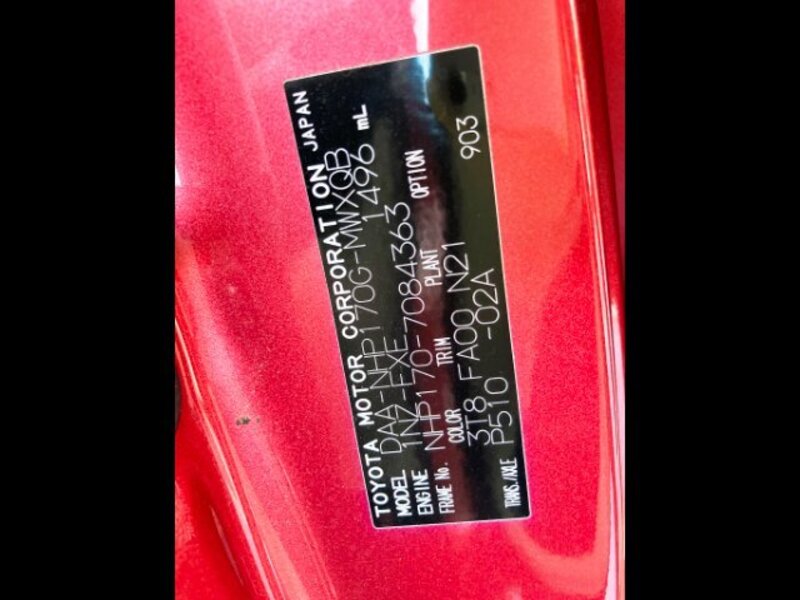 TOYOTA MOTOR CORPORATION JAPAN
MODEL DAA-NHP170G-MWXQB
ENGINE 1NZ-FXE 1496 mL
FRAME No. NHP170-7084363
COLOR TRIM PLANT OPTION
3T8 FA00 N21 903
TRANS./AXLE P510 -02A